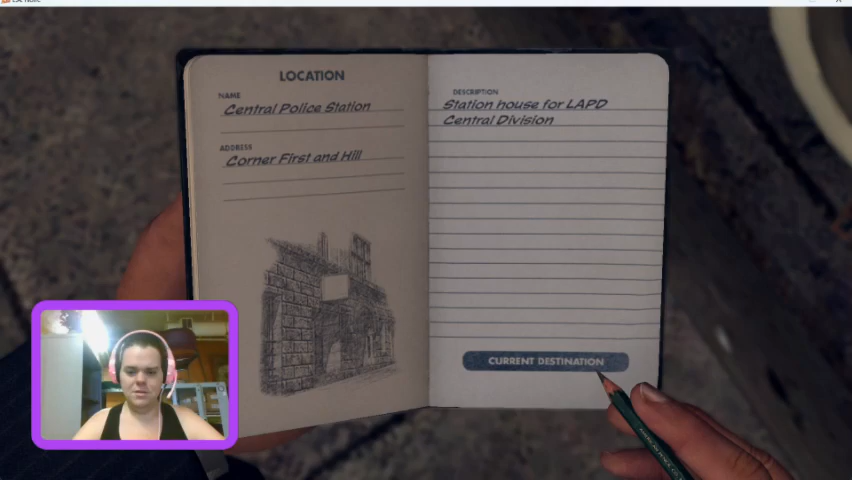 LOCATION
NAME
Central Police Station
ADDRESS
Corner First and Hill
DESCRIPTION
Station house for LAPD
Central Division
CURRENT DESTINATION